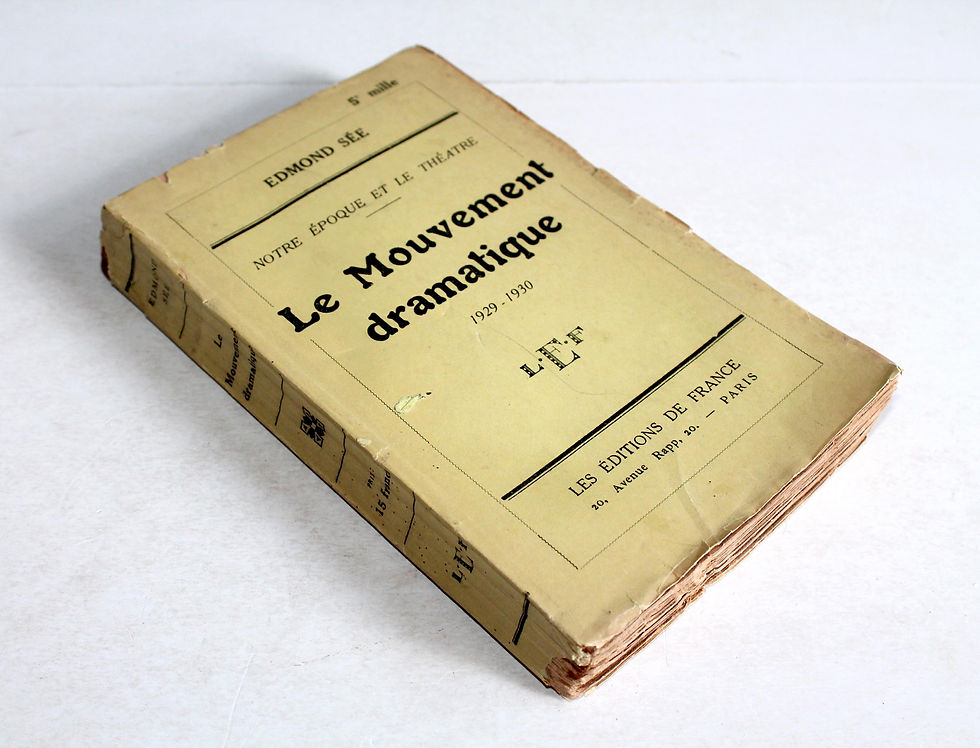 5e mille
EDMOND SÉE
NOTRE ÉPOQUE ET LE THÉATRE
Le Mouvement
dramatique
1929-1930
L·E·F
LES ÉDITIONS DE FRANCE
20, Avenue Rapp, 20. — PARIS
EDMOND
SÉE
Le
Mouvement
dramatique
PRIX:
15 francs
L·E·F